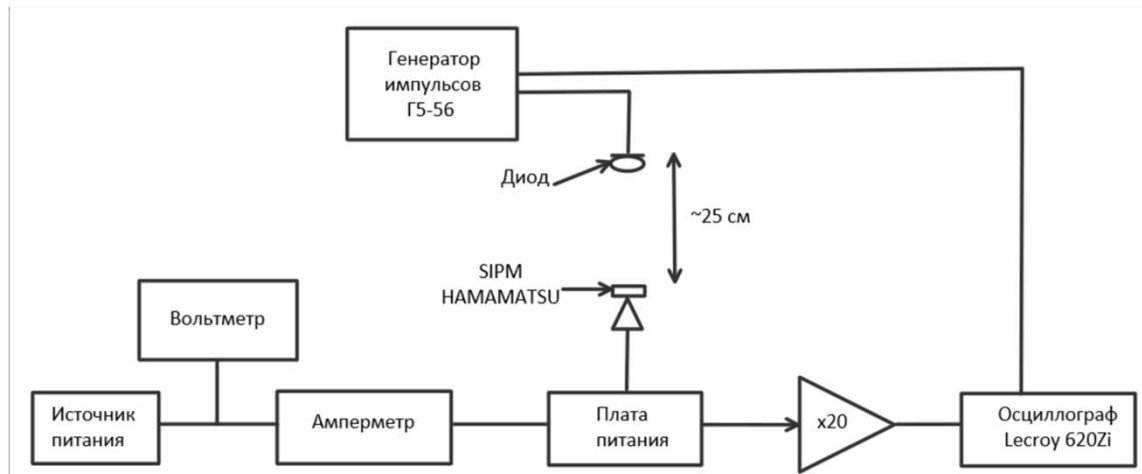 Генератор
импульсов
Г5-56
Диод
~25 см
SIPM
HAMAMATSU
Вольтметр
Источник
питания
Амперметр
Плата
питания
x20
Осциллограф
Lecroy 620Zi